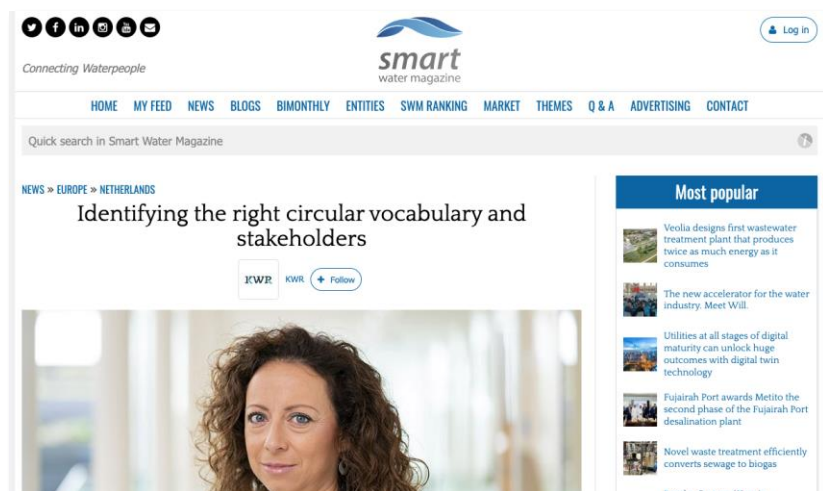 Connecting Waterpeople
smart
water magazine
Log in
HOME MY FEED NEWS BLOGS BIMONTHLY ENTITIES SWM RANKING MARKET THEMES Q & A ADVERTISING CONTACT
Quick search in Smart Water Magazine
NEWS » EUROPE » NETHERLANDS
Identifying the right circular vocabulary and
stakeholders
KWR KWR + Follow
Most popular
Veolia designs first wastewater
treatment plant that produces
twice as much energy as it
consumes
The new accelerator for the water
industry. Meet Will.
Utilities at all stages of digital
maturity can unlock huge
outcomes with digital twin
technology
Fujairah Port awards Metito the
second phase of the Fujairah Port
desalination plant
Novel waste treatment efficiently
converts sewage to biogas